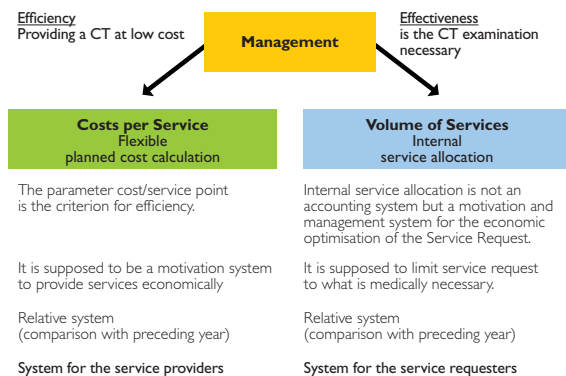 Efficiency
Providing a CT at low cost
Management
Effectiveness
is the CT examination
necessary
Costs per Service
Flexible
planned cost calculation
The parameter cost/service point
is the criterion for efficiency.
It is supposed to be a motivation system
to provide services economically
Relative system
(comparison with preceding year)
System for the service providers
Volume of Services
Internal
service allocation
Internal service allocation is not an
accounting system but a motivation and
management system for the economic
optimisation of the Service Request.
It is supposed to limit service request
to what is medically necessary.
Relative system
(comparison with preceding year)
System for the service requesters